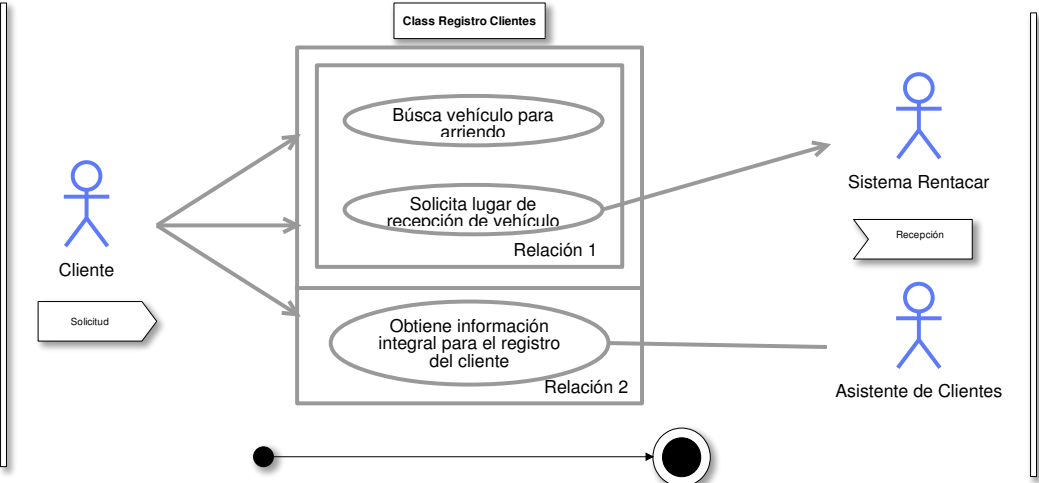 Class Registro Clientes
Búsca vehículo para
arriendo
Solicita lugar de
recepción de vehículo
Relación 1
Obtiene información
integral para el registro
del cliente
Relación 2
Cliente
Solicitud
Sistema Rentacar
Recepción
Asistente de Clientes